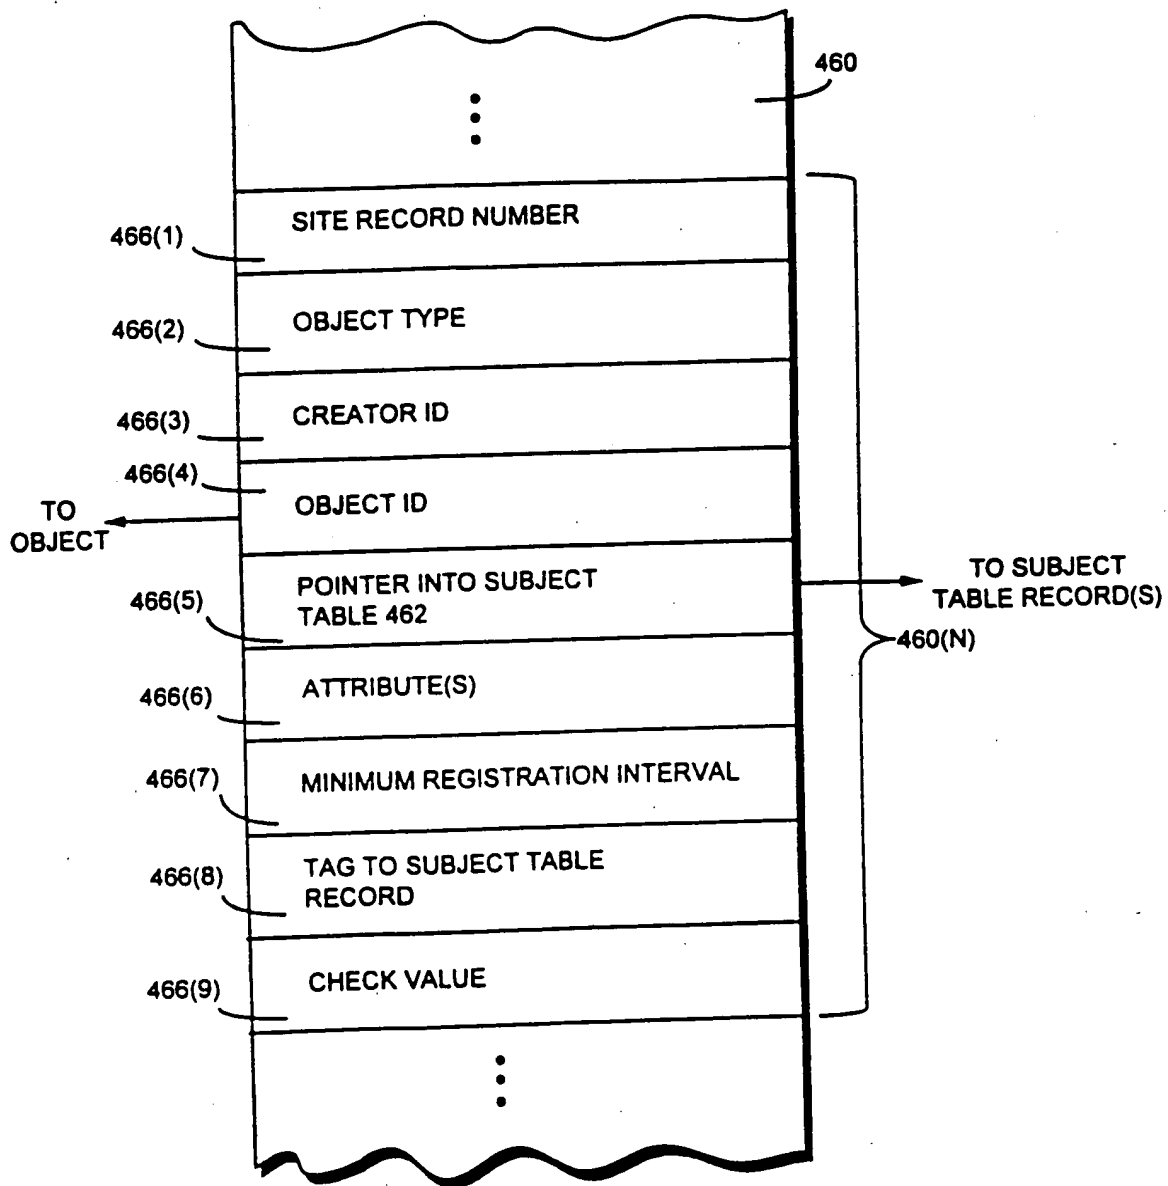 460
SITE RECORD NUMBER
466(1)
OBJECT TYPE
466(2)
CREATOR ID
466(3)
466(4)
OBJECT ID
TO
OBJECT
POINTER INTO SUBJECT
TABLE 462
466(5)
TO SUBJECT
TABLE RECORD(S)
460(N)
ATTRIBUTE(S)
466(6)
MINIMUM REGISTRATION INTERVAL
466(7)
TAG TO SUBJECT TABLE
RECORD
466(8)
CHECK VALUE
466(9)